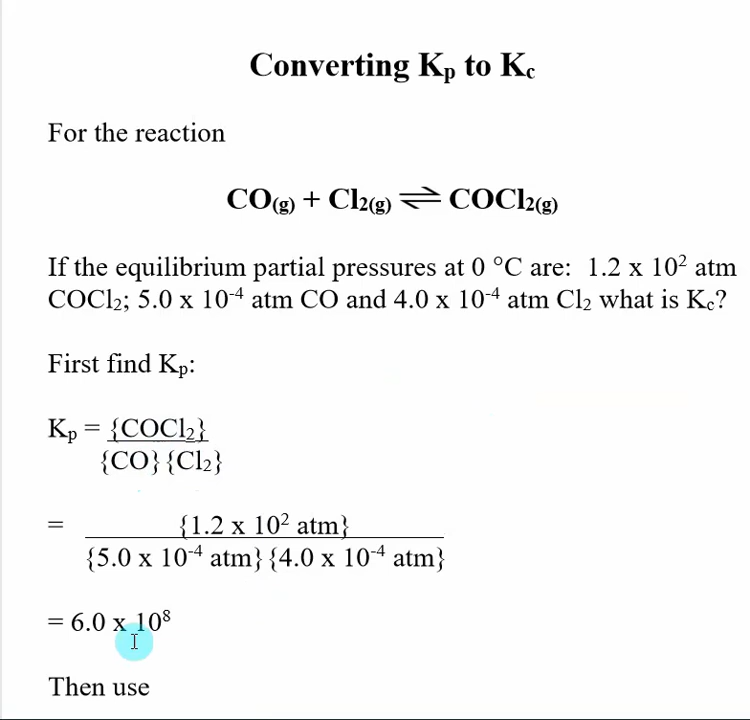 Converting Kₚ to K꜀
For the reaction
CO(g) + Cl₂(g) ⇌ COCl₂(g)
If the equilibrium partial pressures at 0 °C are: 1.2 x 10² atm
COCl₂; 5.0 x 10⁻⁴ atm CO and 4.0 x 10⁻⁴ atm Cl₂ what is K꜀?
First find Kₚ:
Kₚ = {COCl₂}
{CO} {Cl₂}
= {1.2 x 10² atm}
{5.0 x 10⁻⁴ atm} {4.0 x 10⁻⁴ atm}
= 6.0 x 10⁸
Then use